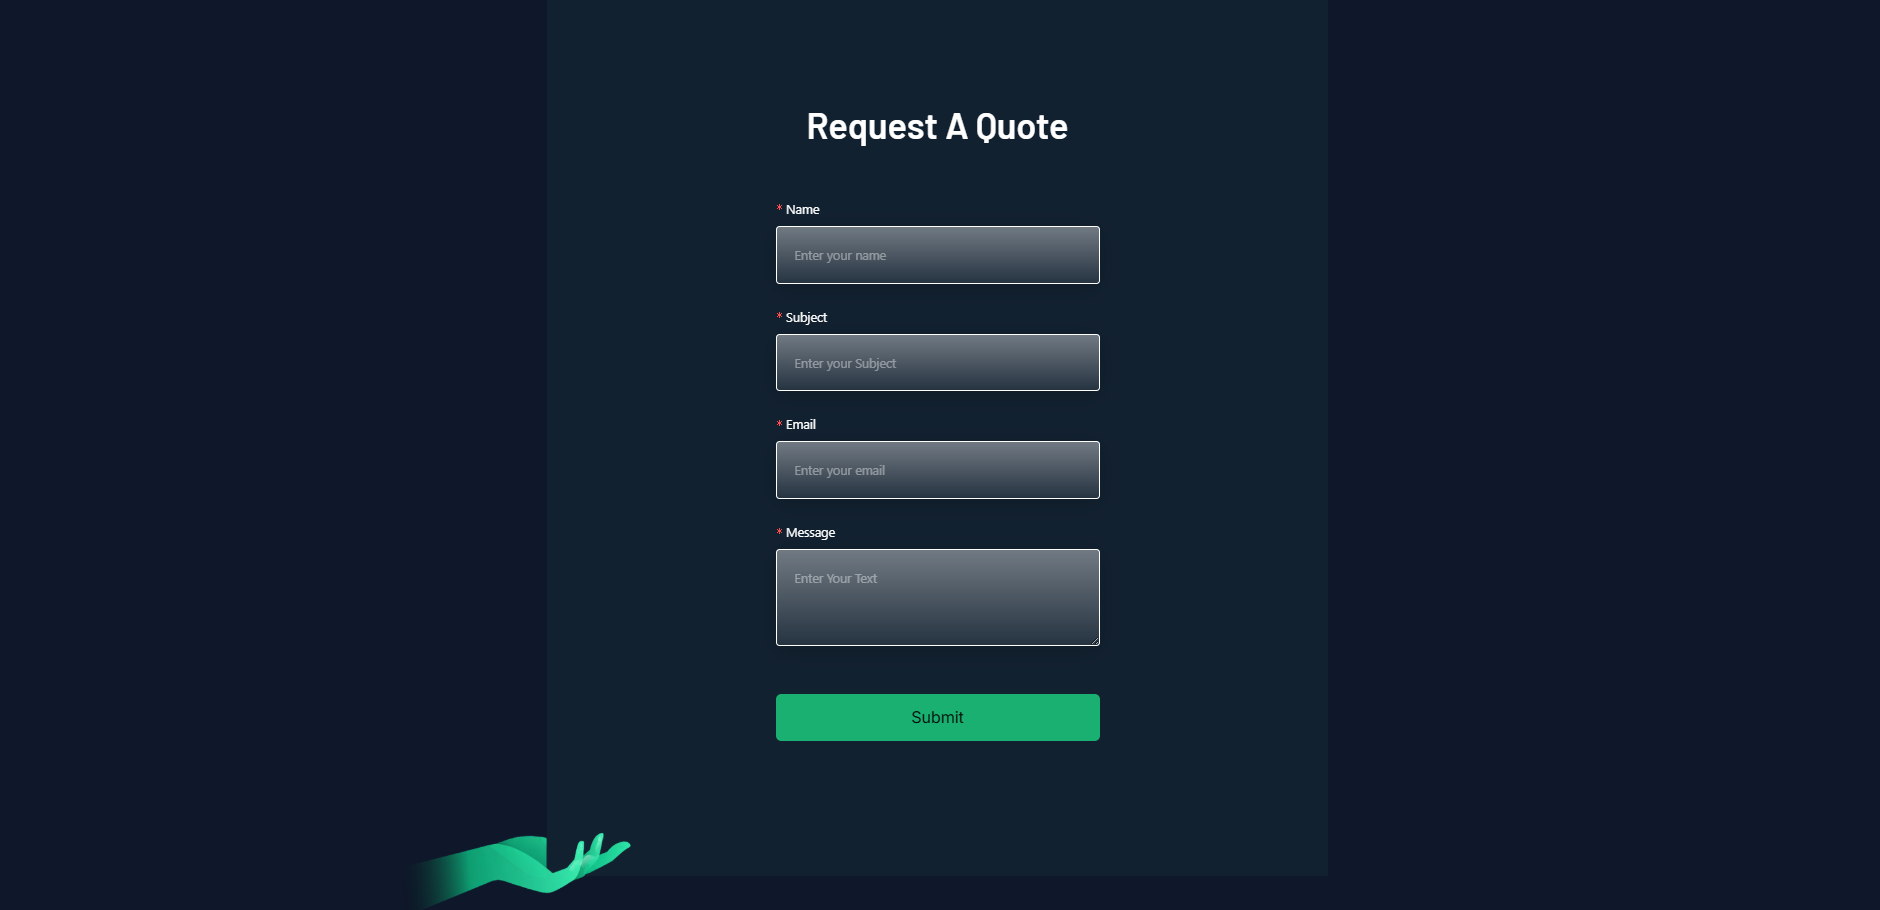 Request A Quote
* Name
Enter your name
* Subject
Enter your Subject
* Email
Enter your email
* Message
Enter Your Text
Submit